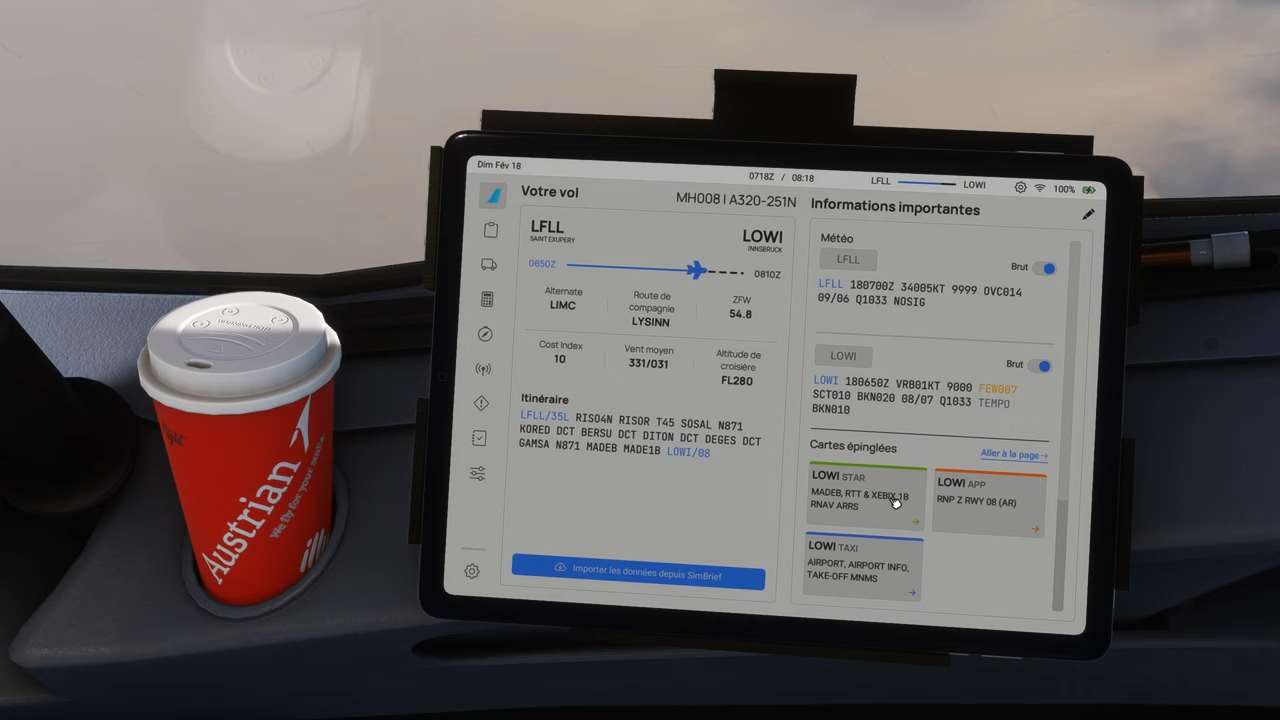 Dim Fév 18
0718Z / 08:18
LFLL
LOWI
100%
Votre vol
MH008 | A320-251N
LFLL
SAINT EXUPERY
LOWI
INNSBRUCK
0650Z
0810Z
Alternate
LIMC
Route de
compagnie
LYSINN
ZFW
54.8
Cost Index
10
Vent moyen
331/031
Altitude de
croisière
FL280
Itinéraire
LFLL/35L RISO4N RISOR T45 SOSAL N871
KORED DCT BERSU DCT DITON DCT DEGES DCT
GAMSA N871 MADEB MADE1B LOWI/08
Importer les données depuis SimBrief
Informations importantes
Météo
LFLL
Brut
LFLL 180700Z 34005KT 9999 OVC014
09/06 Q1033 NOSIG
LOWI
Brut
LOWI 180650Z VRB01KT 9000 FEW007
SCT010 BKN020 08/07 Q1033 TEMPO
BKN010
Cartes épinglées
Aller à la page→
LOWI STAR
MADEB, RTT & XEBIX 1B
RNAV ARRS
LOWI APP
RNP Z RWY 08 (AR)
LOWI TAXI
AIRPORT, AIRPORT INFO,
TAKE-OFF MNMS
Austrian
We fly for your smile.